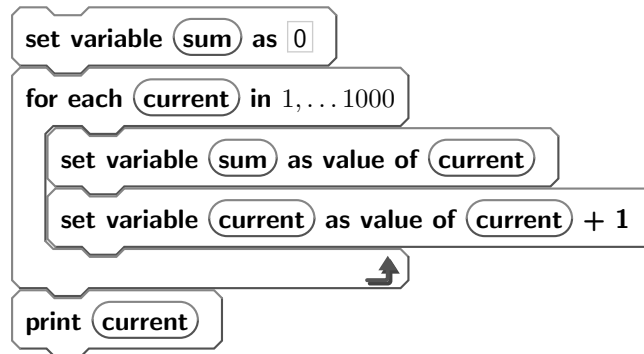 set variable sum as 0
for each current in 1, . . . 1000
set variable sum as value of current
set variable current as value of current + 1
print current